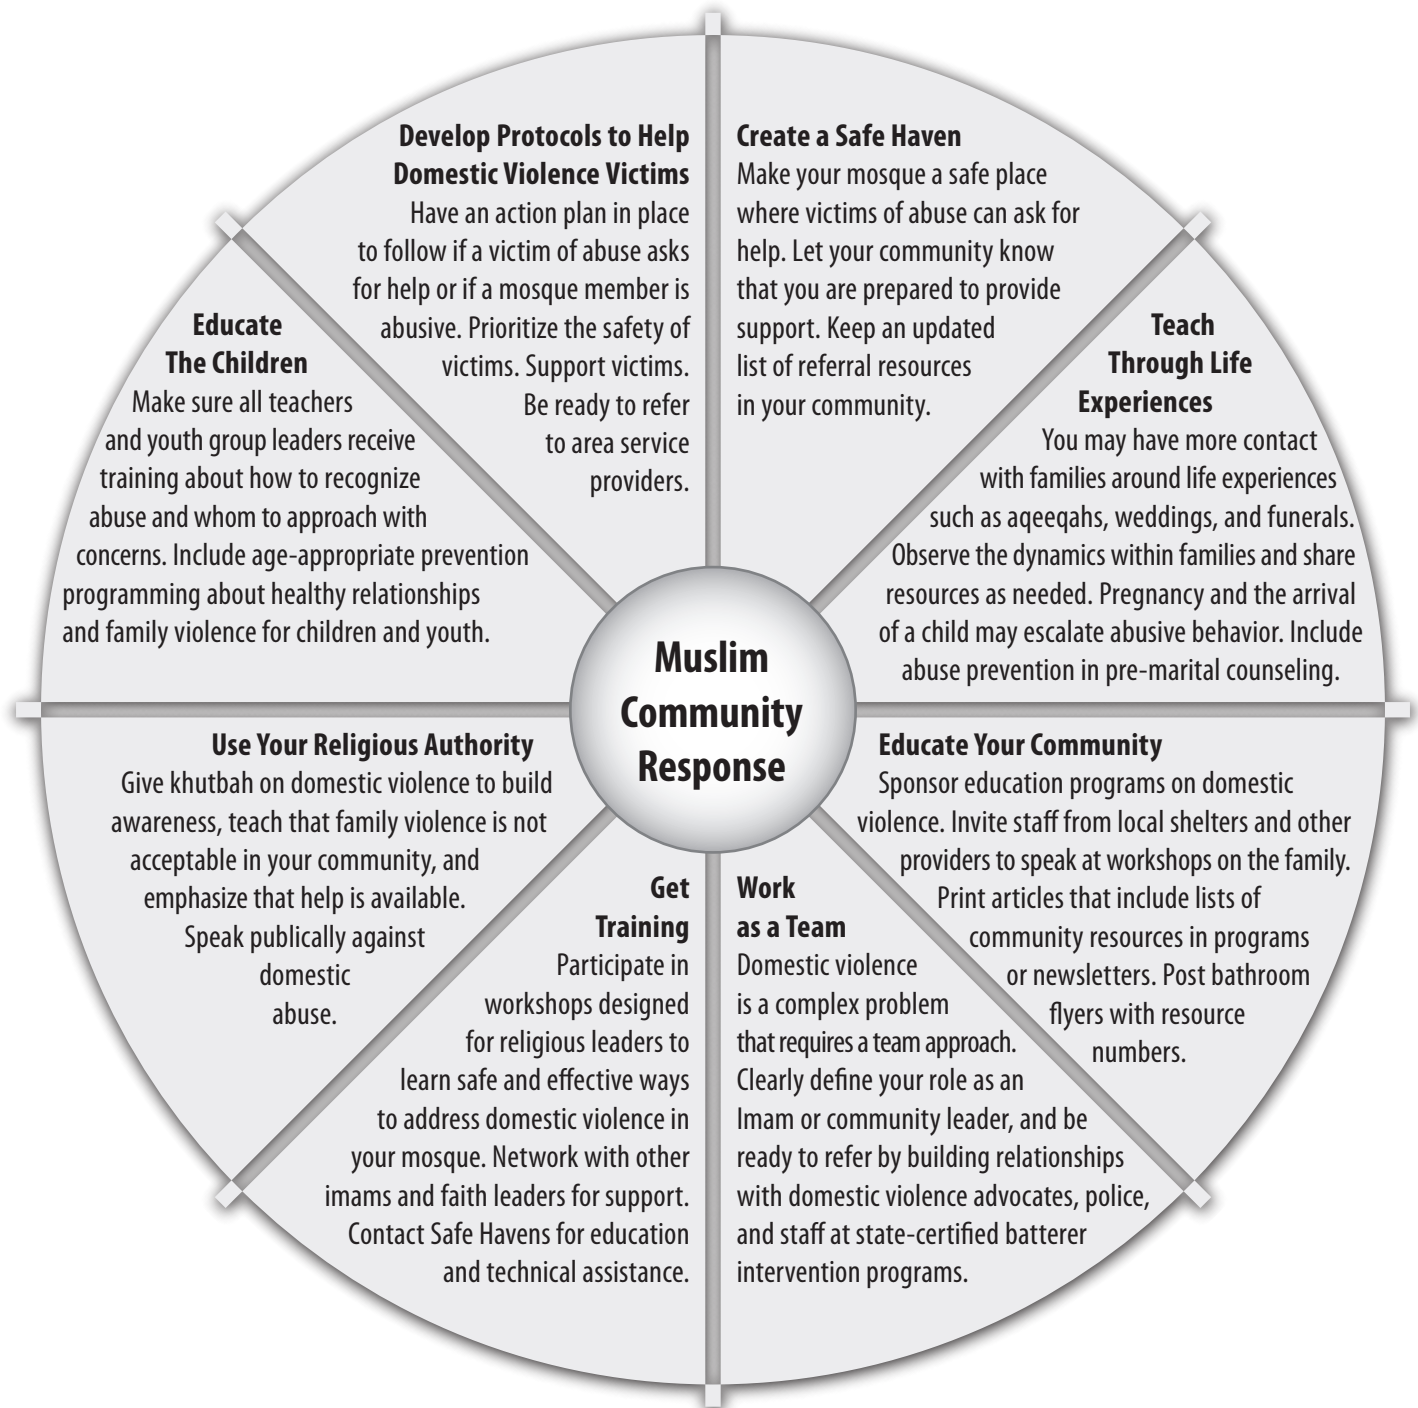 Develop Protocols to Help
Domestic Violence Victims
Have an action plan in place
to follow if a victim of abuse asks
for help or if a mosque member is
abusive. Prioritize the safety of
victims. Support victims.
Be ready to refer
to area service
providers.
Create a Safe Haven
Make your mosque a safe place
where victims of abuse can ask for
help. Let your community know
that you are prepared to provide
support. Keep an updated
list of referral resources
in your community.
Teach
Through Life
Experiences
You may have more contact
with families around life experiences
such as aqeeqahs, weddings, and funerals.
Observe the dynamics within families and share
resources as needed. Pregnancy and the arrival
of a child may escalate abusive behavior. Include
abuse prevention in pre-marital counseling.
Educate Your Community
Sponsor education programs on domestic
violence. Invite staff from local shelters and other
providers to speak at workshops on the family.
Print articles that include lists of
community resources in programs
or newsletters. Post bathroom
flyers with resource
numbers.
Work
as a Team
Domestic violence
is a complex problem
that requires a team approach.
Clearly define your role as an
Imam or community leader, and be
ready to refer by building relationships
with domestic violence advocates, police,
and staff at state-certified batterer
intervention programs.
Get
Training
Participate in
workshops designed
for religious leaders to
learn safe and effective ways
to address domestic violence in
your mosque. Network with other
imams and faith leaders for support.
Contact Safe Havens for education
and technical assistance.
Use Your Religious Authority
Give khutbah on domestic violence to build
awareness, teach that family violence is not
acceptable in your community, and
emphasize that help is available.
Speak publically against
domestic
abuse.
Educate
The Children
Make sure all teachers
and youth group leaders receive
training about how to recognize
abuse and whom to approach with
concerns. Include age-appropriate prevention
programming about healthy relationships
and family violence for children and youth.
Muslim
Community
Response